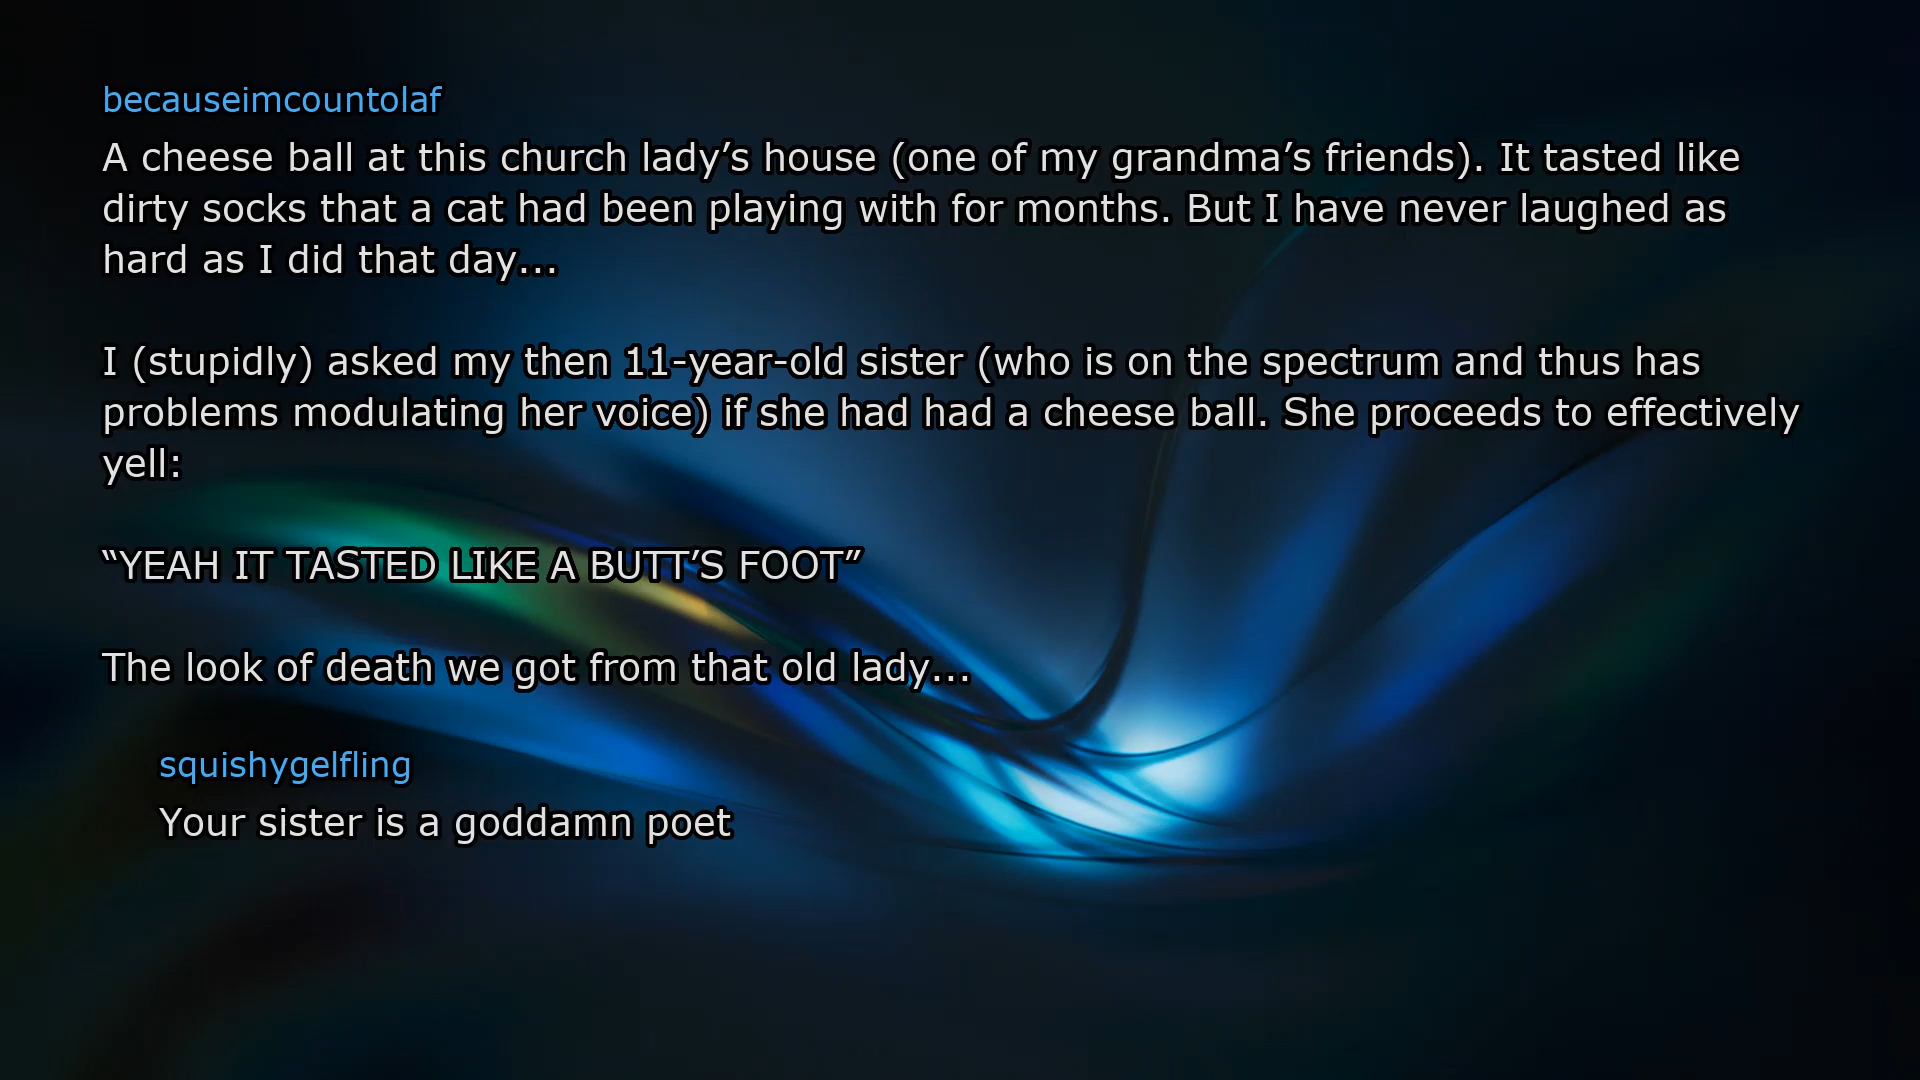 becauseimcountolaf
A cheese ball at this church lady’s house (one of my grandma’s friends). It tasted like
dirty socks that a cat had been playing with for months. But I have never laughed as
hard as I did that day...
I (stupidly) asked my then 11-year-old sister (who is on the spectrum and thus has
problems modulating her voice) if she had had a cheese ball. She proceeds to effectively
yell:
“YEAH IT TASTED LIKE A BUTT’S FOOT”
The look of death we got from that old lady...
squishygelfling
Your sister is a goddamn poet